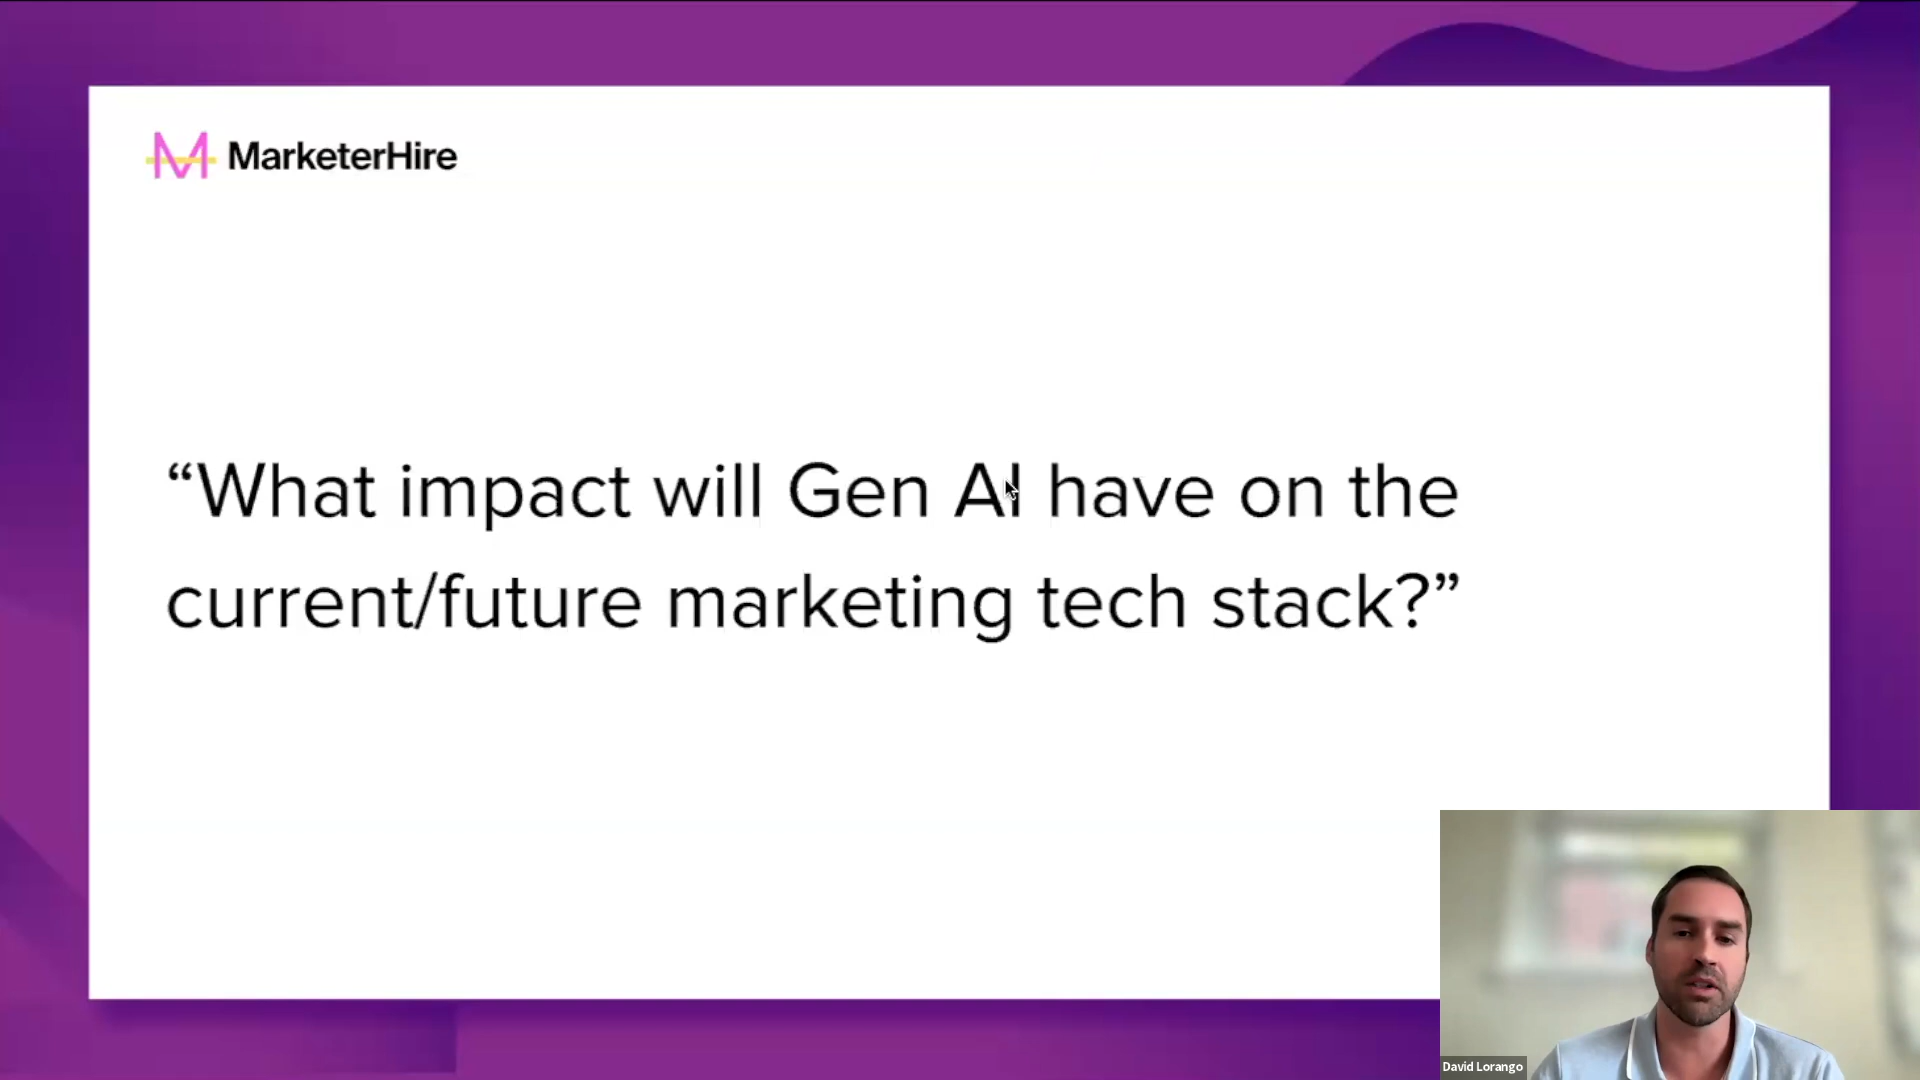 MarketerHire
“What impact will Gen AI have on the
current/future marketing tech stack?”
David Lorango